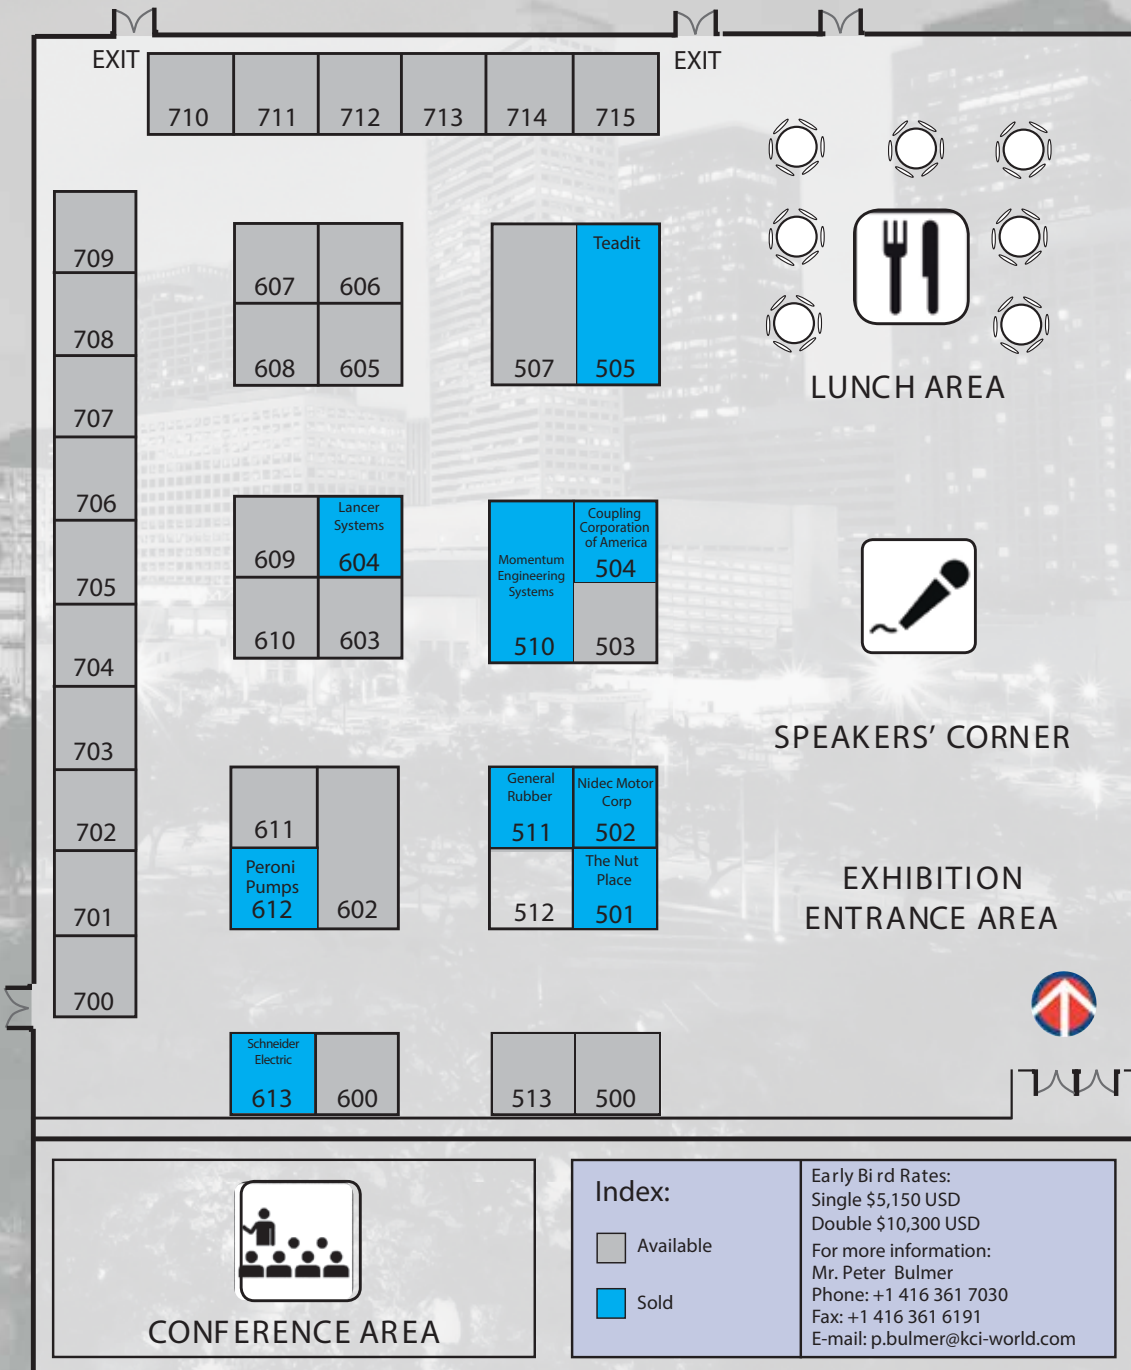 EXIT
EXIT
710
711
712
713
714
715
709
708
707
706
705
704
703
702
701
700
607
606
608
605
507
Teadit
505
LUNCH AREA
609
Lancer
Systems
604
610
603
Momentum
Engineering
Systems
510
Coupling
Corporation
of America
504
503
SPEAKERS’ CORNER
611
Peroni
Pumps
612
602
General
Rubber
511
Nidec Motor
Corp
502
512
The Nut
Place
501
EXHIBITION
ENTRANCE AREA
Schneider
Electric
613
600
513
500
CONFERENCE AREA
Index:
Available
Sold
Early Bird Rates:
Single $5,150 USD
Double $10,300 USD
For more information:
Mr. Peter Bulmer
Phone: +1 416 361 7030
Fax: +1 416 361 6191
E-mail: p.bulmer@kci-world.com